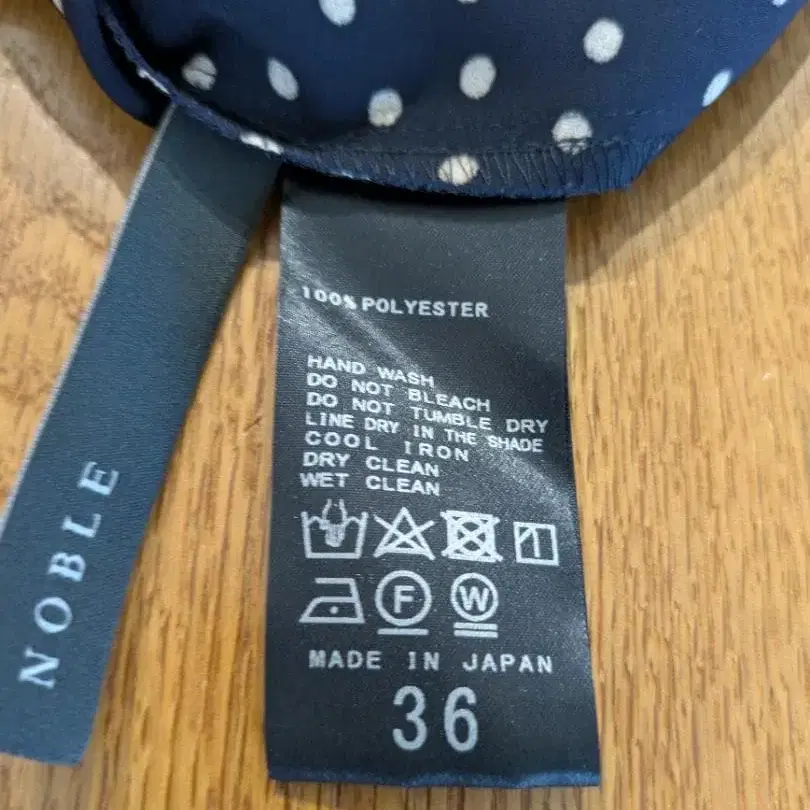 NOBLE
100% POLYESTER
HAND WASH
DO NOT BLEACH
DO NOT TUMBLE DRY
LINE DRY IN THE SHADE
COOL IRON
DRY CLEAN
WET CLEAN
F W
MADE IN JAPAN
36